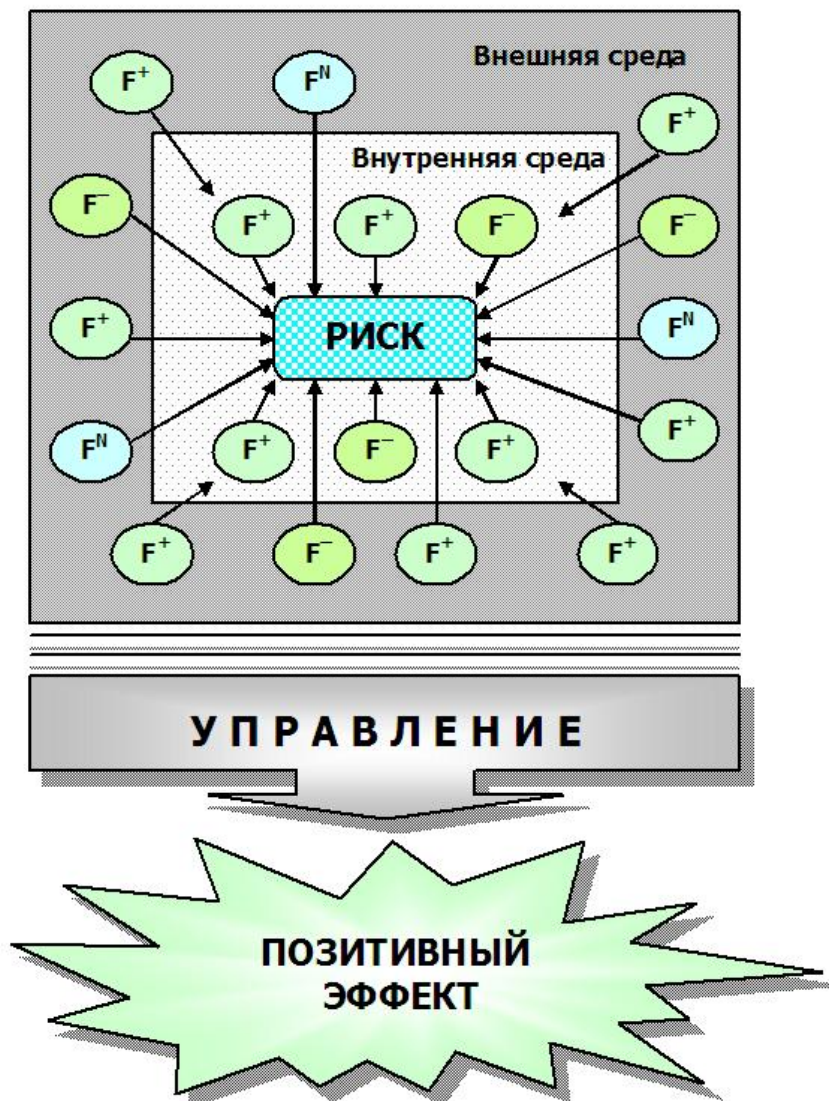 Внешняя среда
F⁺
Fᴺ
F⁺
Внутренняя среда
F⁻
F⁺
F⁺
F⁻
F⁻
F⁺
РИСК
Fᴺ
Fᴺ
F⁺
F⁻
F⁺
F⁺
F⁺
F⁻
F⁺
F⁺
УПРАВЛЕНИЕ
ПОЗИТИВНЫЙ
ЭФФЕКТ